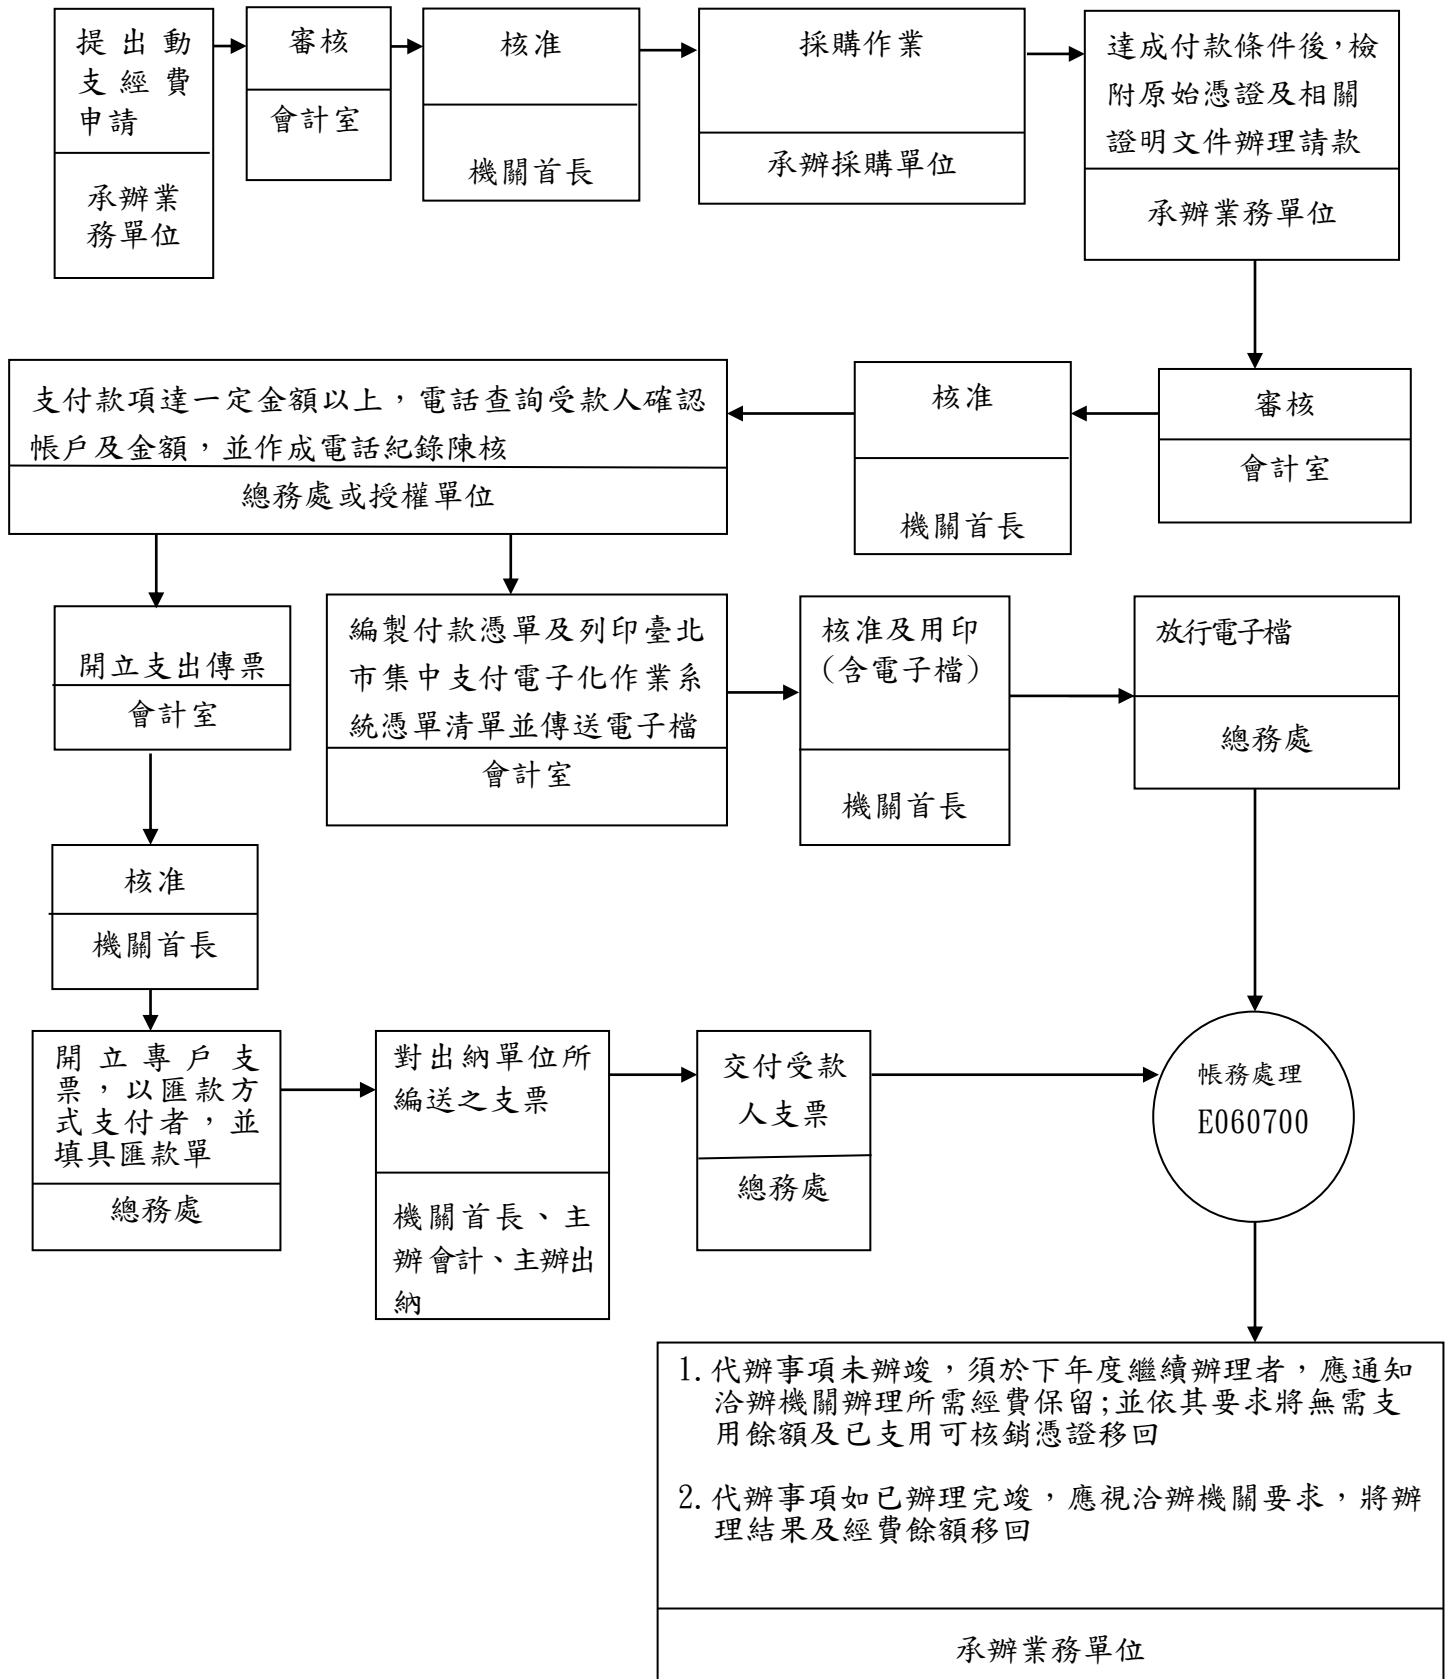 提出動
支經費
申請
承辦業
務單位
審核
會計室
核准
機關首長
採購作業
承辦採購單位
達成付款條件後,檢
附原始憑證及相關
證明文件辦理請款
承辦業務單位
審核
會計室
核准
機關首長
支付款項達一定金額以上，電話查詢受款人確認
帳戶及金額，並作成電話紀錄陳核
總務處或授權單位
開立支出傳票
會計室
編製付款憑單及列印臺北
市集中支付電子化作業系
統憑單清單並傳送電子檔
會計室
核准及用印
(含電子檔)
機關首長
放行電子檔
總務處
核准
機關首長
開立專戶支
票，以匯款方
式支付者，並
填具匯款單
總務處
對出納單位所
編送之支票
機關首長、主
辦會計、主辦出
納
交付受款
人支票
總務處
帳務處理
E060700
1.代辦事項未辦竣，須於下年度繼續辦理者，應通知
洽辦機關辦理所需經費保留;並依其要求將無需支
用餘額及已支用可核銷憑證移回
2.代辦事項如已辦理完竣，應視洽辦機關要求，將辦
理結果及經費餘額移回
承辦業務單位